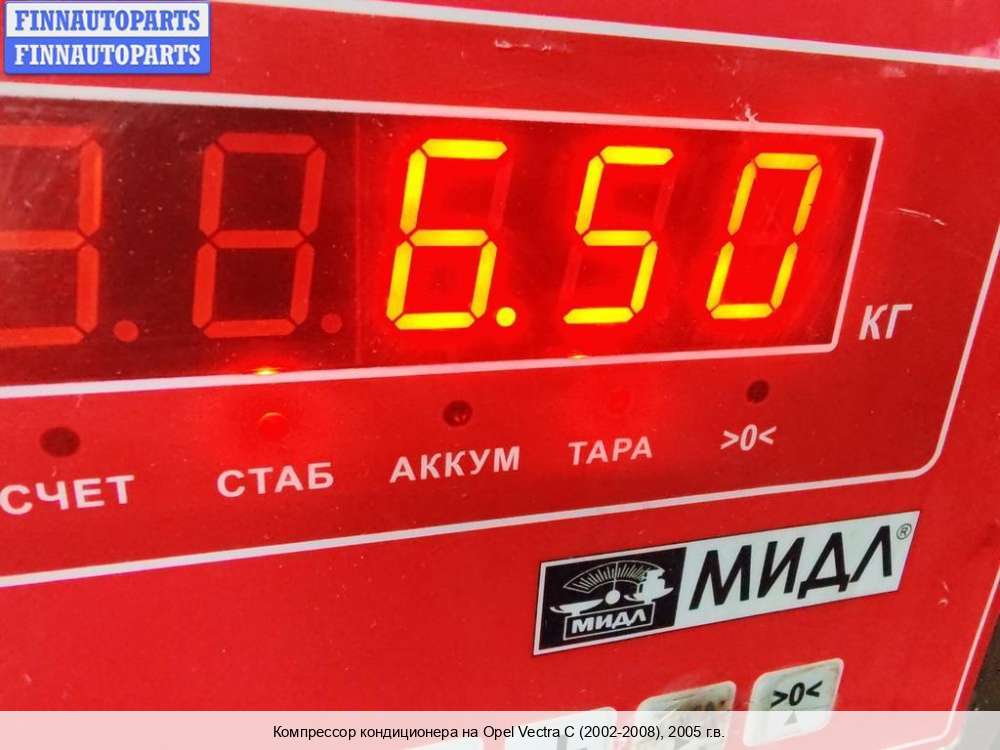 FINNAUTOPARTS
FINNAUTOPARTS
6.50
КГ
СЧЕТ СТАБ АККУМ ТАРА >0<
МИДЛ МИДЛ®
>0<
Компрессор кондиционера на Opel Vectra C (2002-2008), 2005 г.в.